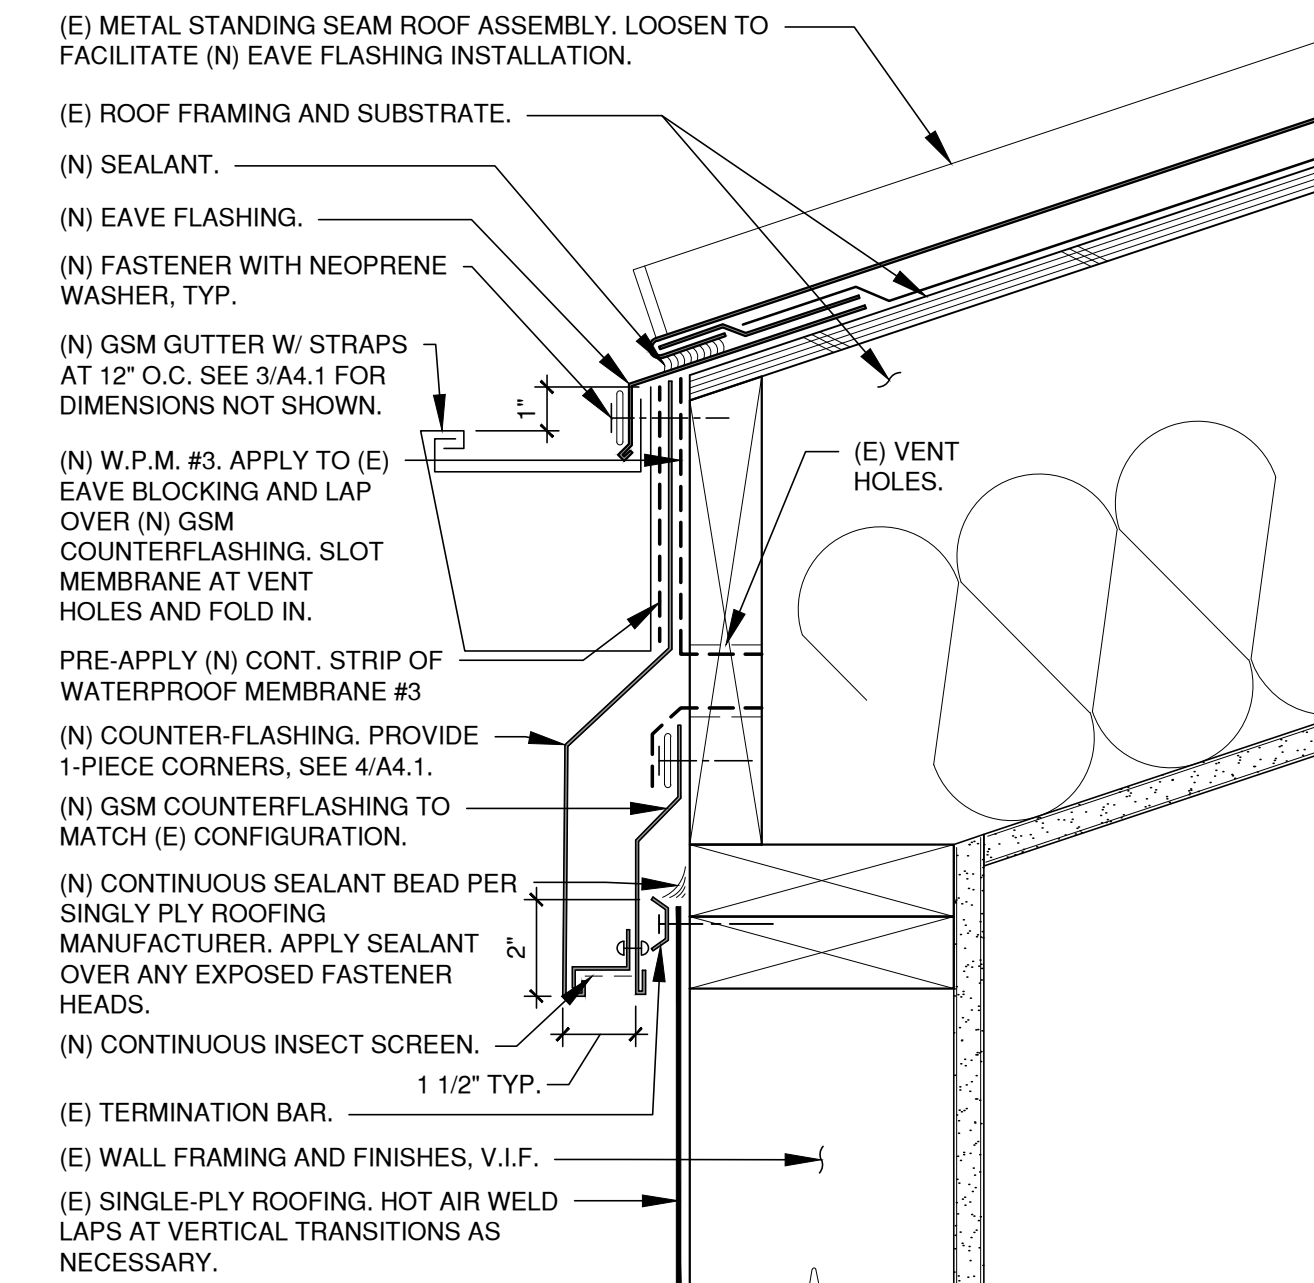 (E) METAL STANDING SEAM ROOF ASSEMBLY. LOOSEN TO
FACILITATE (N) EAVE FLASHING INSTALLATION.
(E) ROOF FRAMING AND SUBSTRATE.
(N) SEALANT.
(N) EAVE FLASHING.
(N) FASTENER WITH NEOPRENE
WASHER, TYP.
(N) GSM GUTTER W/ STRAPS
AT 12" O.C. SEE 3/A4.1 FOR
DIMENSIONS NOT SHOWN.
1"
(N) W.P.M. #3. APPLY TO (E)
EAVE BLOCKING AND LAP
OVER (N) GSM
COUNTERFLASHING. SLOT
MEMBRANE AT VENT
HOLES AND FOLD IN.
(E) VENT
HOLES.
PRE-APPLY (N) CONT. STRIP OF
WATERPROOF MEMBRANE #3
(N) COUNTER-FLASHING. PROVIDE
1-PIECE CORNERS, SEE 4/A4.1.
(N) GSM COUNTERFLASHING TO
MATCH (E) CONFIGURATION.
(N) CONTINUOUS SEALANT BEAD PER
SINGLY PLY ROOFING
MANUFACTURER. APPLY SEALANT
OVER ANY EXPOSED FASTENER
HEADS.
2"
(N) CONTINUOUS INSECT SCREEN.
1 1/2" TYP.
(E) TERMINATION BAR.
(E) WALL FRAMING AND FINISHES, V.I.F.
(E) SINGLE-PLY ROOFING. HOT AIR WELD
LAPS AT VERTICAL TRANSITIONS AS
NECESSARY.